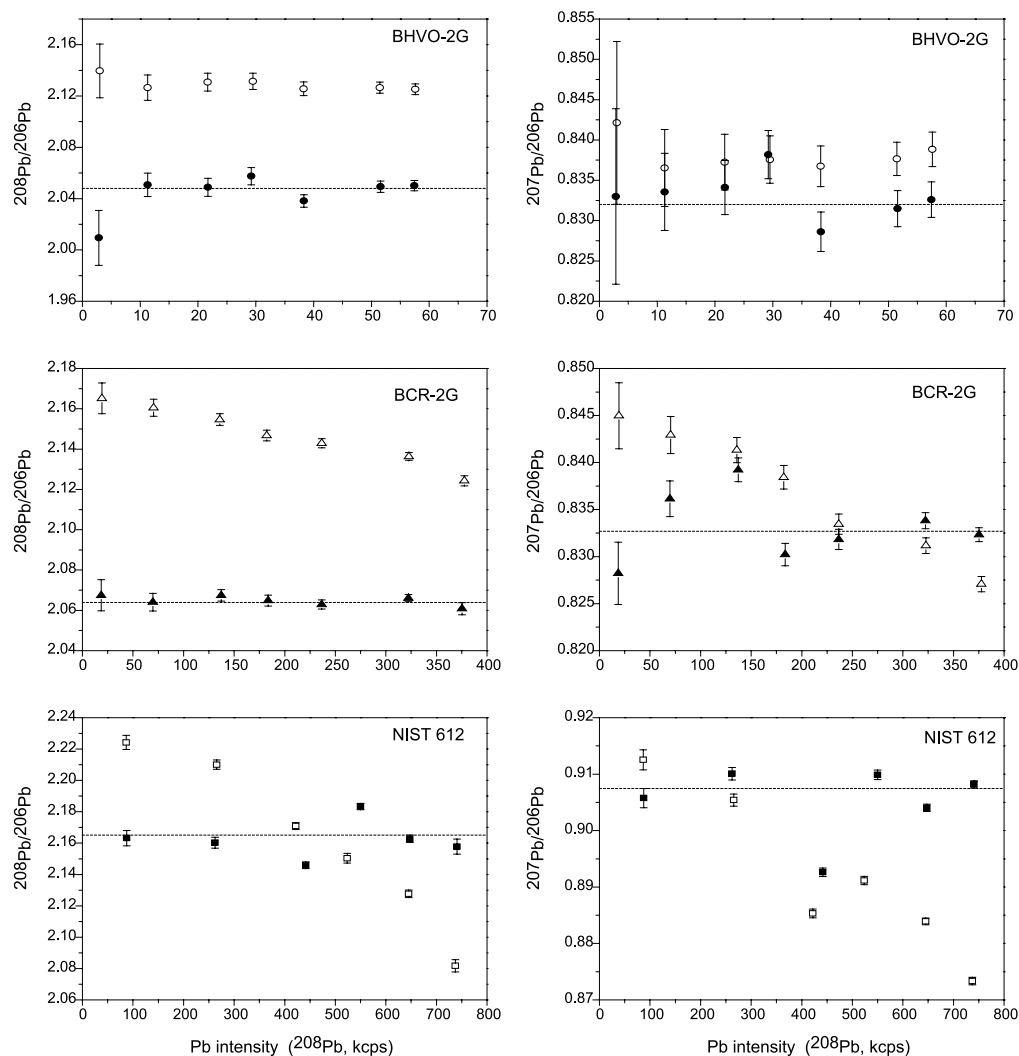 BHVO-2G
208Pb/206Pb
2.16
2.12
2.08
2.04
2.00
1.96
0 10 20 30 40 50 60 70
BHVO-2G
207Pb/206Pb
0.855
0.850
0.845
0.840
0.835
0.830
0.825
0.820
0 10 20 30 40 50 60 70
BCR-2G
208Pb/206Pb
2.18
2.16
2.14
2.12
2.10
2.08
2.06
2.04
0 50 100 150 200 250 300 350 400
BCR-2G
207Pb/206Pb
0.850
0.845
0.840
0.835
0.830
0.825
0.820
0 50 100 150 200 250 300 350 400
NIST 612
208Pb/206Pb
2.24
2.22
2.20
2.18
2.16
2.14
2.12
2.10
2.08
2.06
0 100 200 300 400 500 600 700 800
Pb intensity (208Pb, kcps)
NIST 612
207Pb/206Pb
0.92
0.91
0.90
0.89
0.88
0.87
0 100 200 300 400 500 600 700 800
Pb intensity (208Pb, kcps)